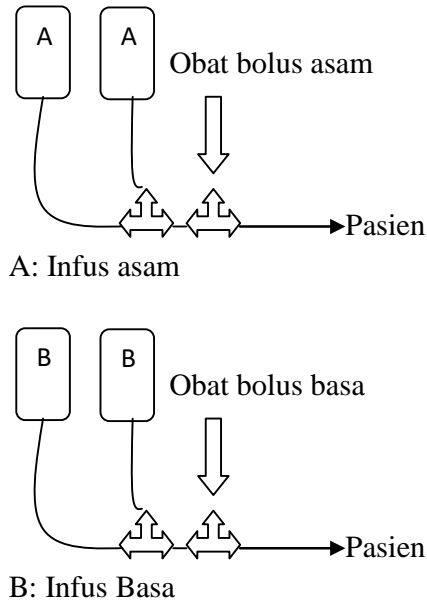 A A
Obat bolus asam
Pasien
A: Infus asam
B B
Obat bolus basa
Pasien
B: Infus Basa